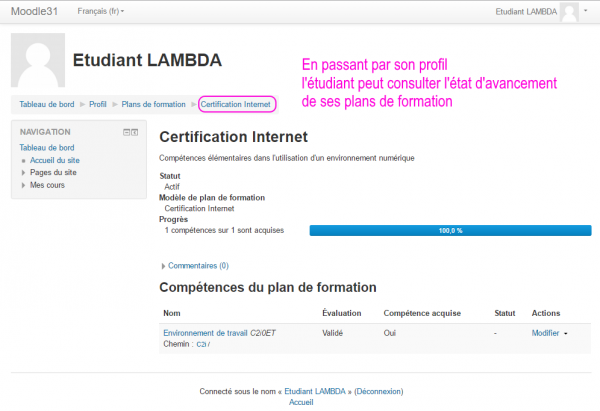 Moodle31 Français (fr) Etudiant LAMBDA
Etudiant LAMBDA
En passant par son profil
l'étudiant peut consulter l'état d'avancement
de ses plans de formation
Tableau de bord Profil Plans de formation Certification Internet
NAVIGATION
Tableau de bord
Accueil du site
Pages du site
Mes cours
Certification Internet
Compétences élémentaires dans l'utilisation d'un environnement numérique
Statut
Actif
Modèle de plan de formation
Certification Internet
Progrès
1 compétences sur 1 sont acquises 100,0 %
Commentaires (0)
Compétences du plan de formation
Nom Évaluation Compétence acquise Statut Actions
Environnement de travail C2i0ET Validé Oui - Modifier
Chemin : C2i /
Connecté sous le nom « Etudiant LAMBDA » (Déconnexion)
Accueil